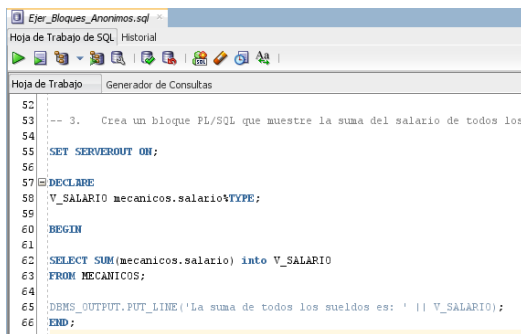 Ejer_Bloques_Anonimos.sql
Hoja de Trabajo de SQL Historial
Hoja de Trabajo Generador de Consultas
52
53 -- 3. Crea un bloque PL/SQL que muestre la suma del salario de todos los
54
55 SET SERVEROUT ON;
56
57 DECLARE
58 V_SALARIO mecanicos.salario%TYPE;
59
60 BEGIN
61
62 SELECT SUM(mecanicos.salario) into V_SALARIO
63 FROM MECANICOS;
64
65 DBMS_OUTPUT.PUT_LINE('La suma de todos los sueldos es: ' || V_SALARIO);
66 END;